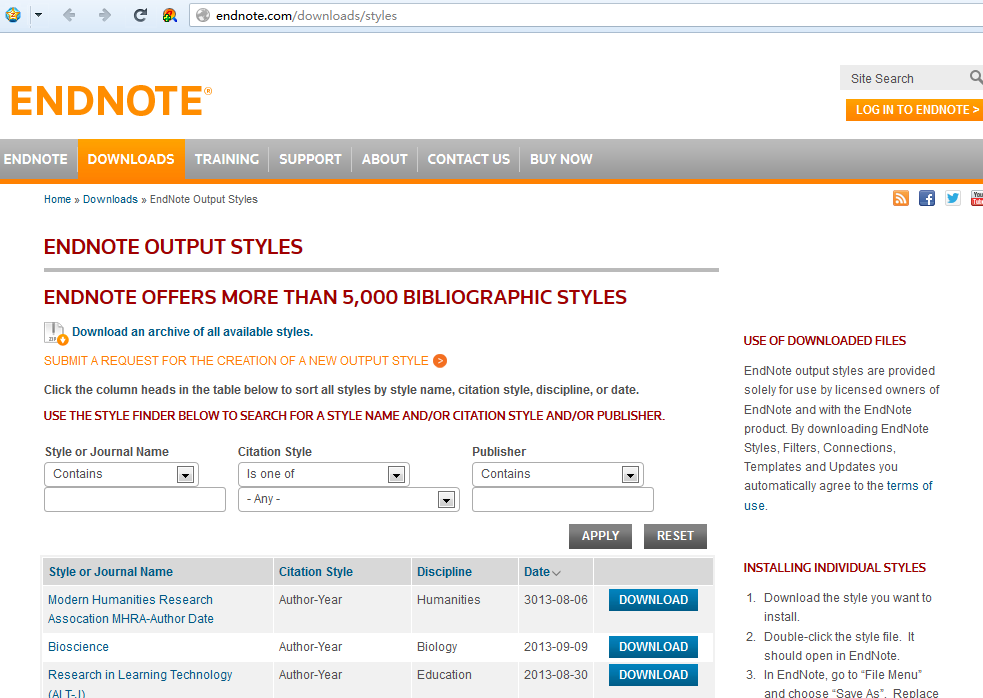 endnote.com/downloads/styles
ENDNOTE®
Site Search
LOG IN TO ENDNOTE >
ENDNOTE
DOWNLOADS
TRAINING
SUPPORT
ABOUT
CONTACT US
BUY NOW
Home » Downloads » EndNote Output Styles
ENDNOTE OUTPUT STYLES
ENDNOTE OFFERS MORE THAN 5,000 BIBLIOGRAPHIC STYLES
ZIP
Download an archive of all available styles.
SUBMIT A REQUEST FOR THE CREATION OF A NEW OUTPUT STYLE >
Click the column heads in the table below to sort all styles by style name, citation style, discipline, or date.
USE THE STYLE FINDER BELOW TO SEARCH FOR A STYLE NAME AND/OR CITATION STYLE AND/OR PUBLISHER.
Style or Journal Name
Citation Style
Publisher
Contains
Is one of
Contains
- Any -
APPLY
RESET
Style or Journal Name
Citation Style
Discipline
Date
Modern Humanities Research
Assocation MHRA-Author Date
Author-Year
Humanities
3013-08-06
DOWNLOAD
Bioscience
Author-Year
Biology
2013-09-09
DOWNLOAD
Research in Learning Technology
(ALT-J)
Author-Year
Education
2013-08-30
DOWNLOAD
You
USE OF DOWNLOADED FILES
EndNote output styles are provided
solely for use by licensed owners of
EndNote and with the EndNote
product. By downloading EndNote
Styles, Filters, Connections,
Templates and Updates you
automatically agree to the terms of
use.
INSTALLING INDIVIDUAL STYLES
1. Download the style you want to
install.
2. Double-click the style file. It
should open in EndNote.
3. In EndNote, go to “File Menu”
and choose “Save As”. Replace